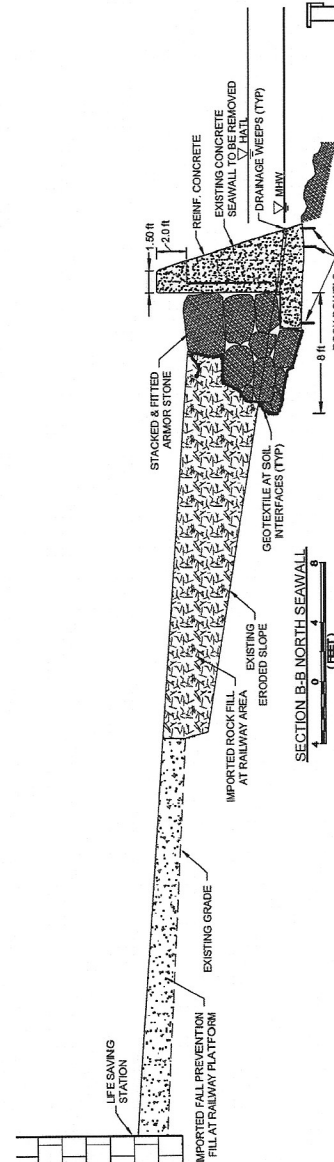 LIFE SAVING
STATION
IMPORTED FALL PREVENTION
FILL AT RAILWAY PLATFORM
EXISTING GRADE
IMPORTED ROCK FILL
AT RAILWAY AREA
EXISTING
ERODED SLOPE
STACKED & FITTED
ARMOR STONE
GEOTEXTILE AT SOIL
INTERFACES (TYP)
1.50 ft
2.0 ft
REINF. CONCRETE
EXISTING CONCRETE
SEAWALL TO BE REMOVED
HATL
DRAINAGE WEEPS (TYP)
MHW
8 ft
SECTION B-B NORTH SEAWALL
4 0 4 8
( FEET )